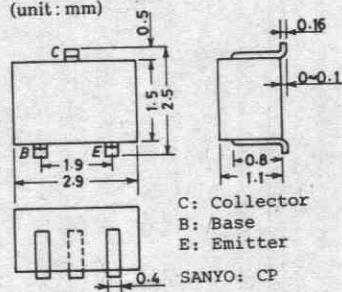 (unit: mm)
C
0.5
0.16
1.5
2.5
0~0.1
B
E
1.9
2.9
0.8
1.1
C: Collector
B: Base
E: Emitter
0.4
SANYO: CP